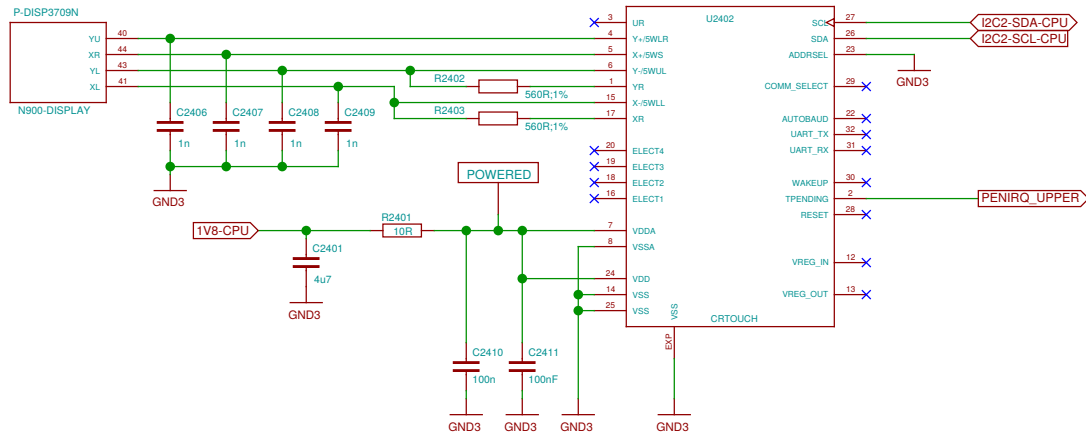 P-DISP3709N
YU 40
XR 44
YL 43
XL 41
N900-DISPLAY
C2406
1n
C2407
1n
C2408
1n
C2409
1n
GND3
R2402
560R;1%
R2403
560R;1%
POWERED
1V8-CPU
R2401
10R
C2401
4u7
GND3
C2410
100n
GND3
C2411
100nF
GND3
GND3
GND3
U2402
3 UR
4 Y+/5WLR
5 X+/5WS
6 Y-/5WUL
1 YR
15 X-/5WLL
17 XR
20 ELECT4
19 ELECT3
18 ELECT2
16 ELECT1
7 VDDA
8 VSSA
24 VDD
14 VSS
25 VSS
VSS
EXP
CRTOUCH
SCL 27
SDA 26
ADDRSEL 23
COMM_SELECT 29
AUTOBAUD 22
UART_TX 32
UART_RX 31
WAKEUP 30
TPENDING 2
RESET 28
VREG_IN 12
VREG_OUT 13
I2C2-SDA-CPU
I2C2-SCL-CPU
GND3
PENIRQ_UPPER